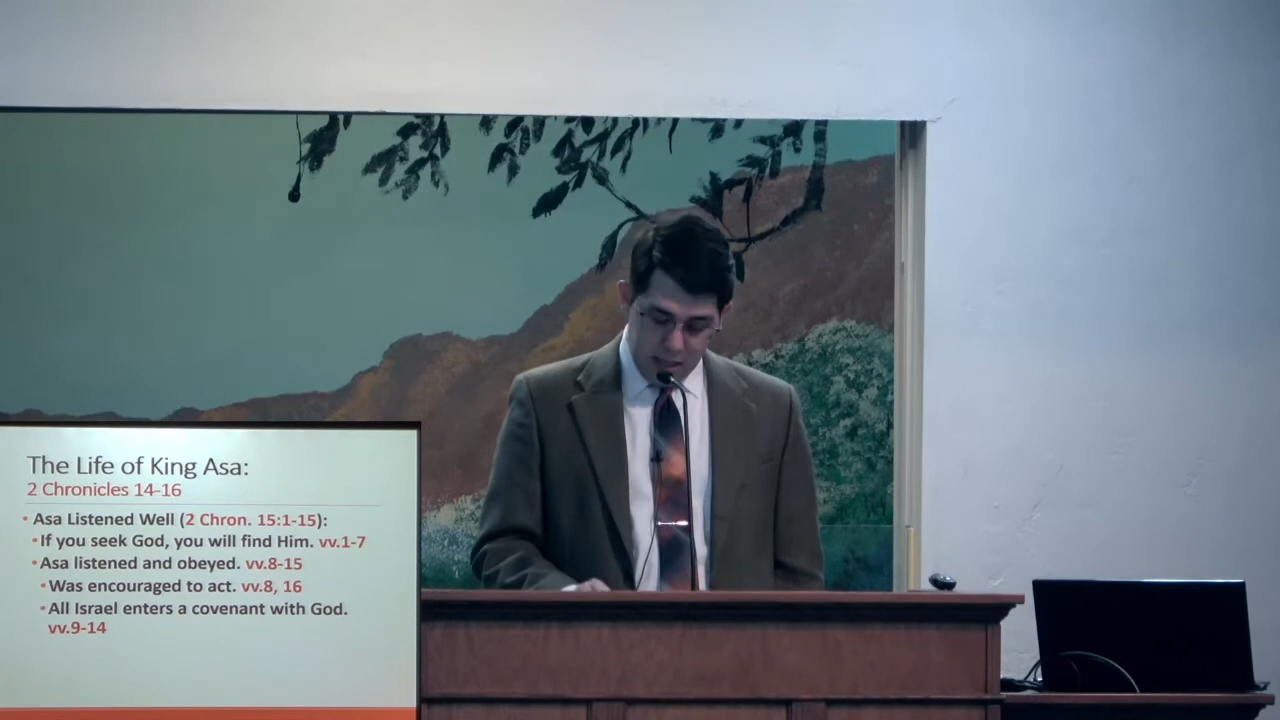 The Life of King Asa:
2 Chronicles 14-16
• Asa Listened Well (2 Chron. 15:1-15):
• If you seek God, you will find Him. vv.1-7
• Asa listened and obeyed. vv.8-15
• Was encouraged to act. vv.8, 16
• All Israel enters a covenant with God.
vv.9-14